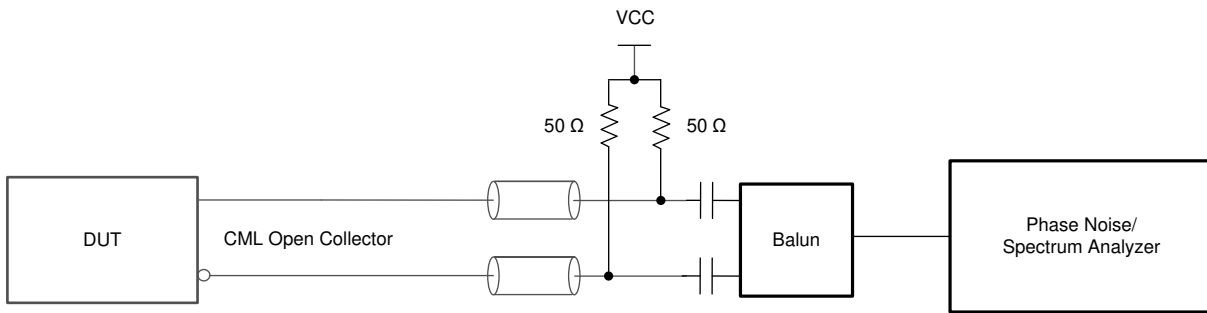 VCC
50 Ω
50 Ω
DUT
CML Open Collector
Balun
Phase Noise/
Spectrum Analyzer